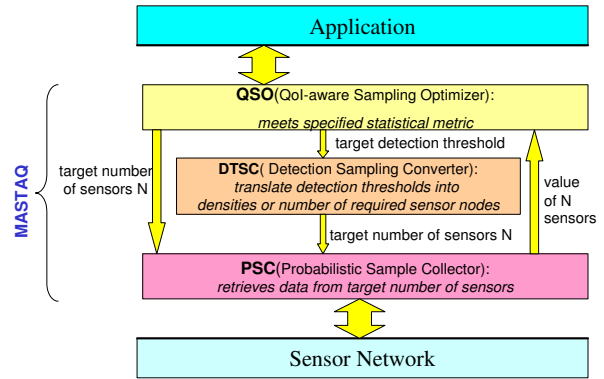 Application
QSO(QoI-aware Sampling Optimizer):
meets specified statistical metric
target detection threshold
target number
of sensors N
DTSC( Detection Sampling Converter):
translate detection thresholds into
densities or number of required sensor nodes
value
of N
sensors
MASTAQ
target number of sensors N
PSC(Probabilistic Sample Collector):
retrieves data from target number of sensors
Sensor Network